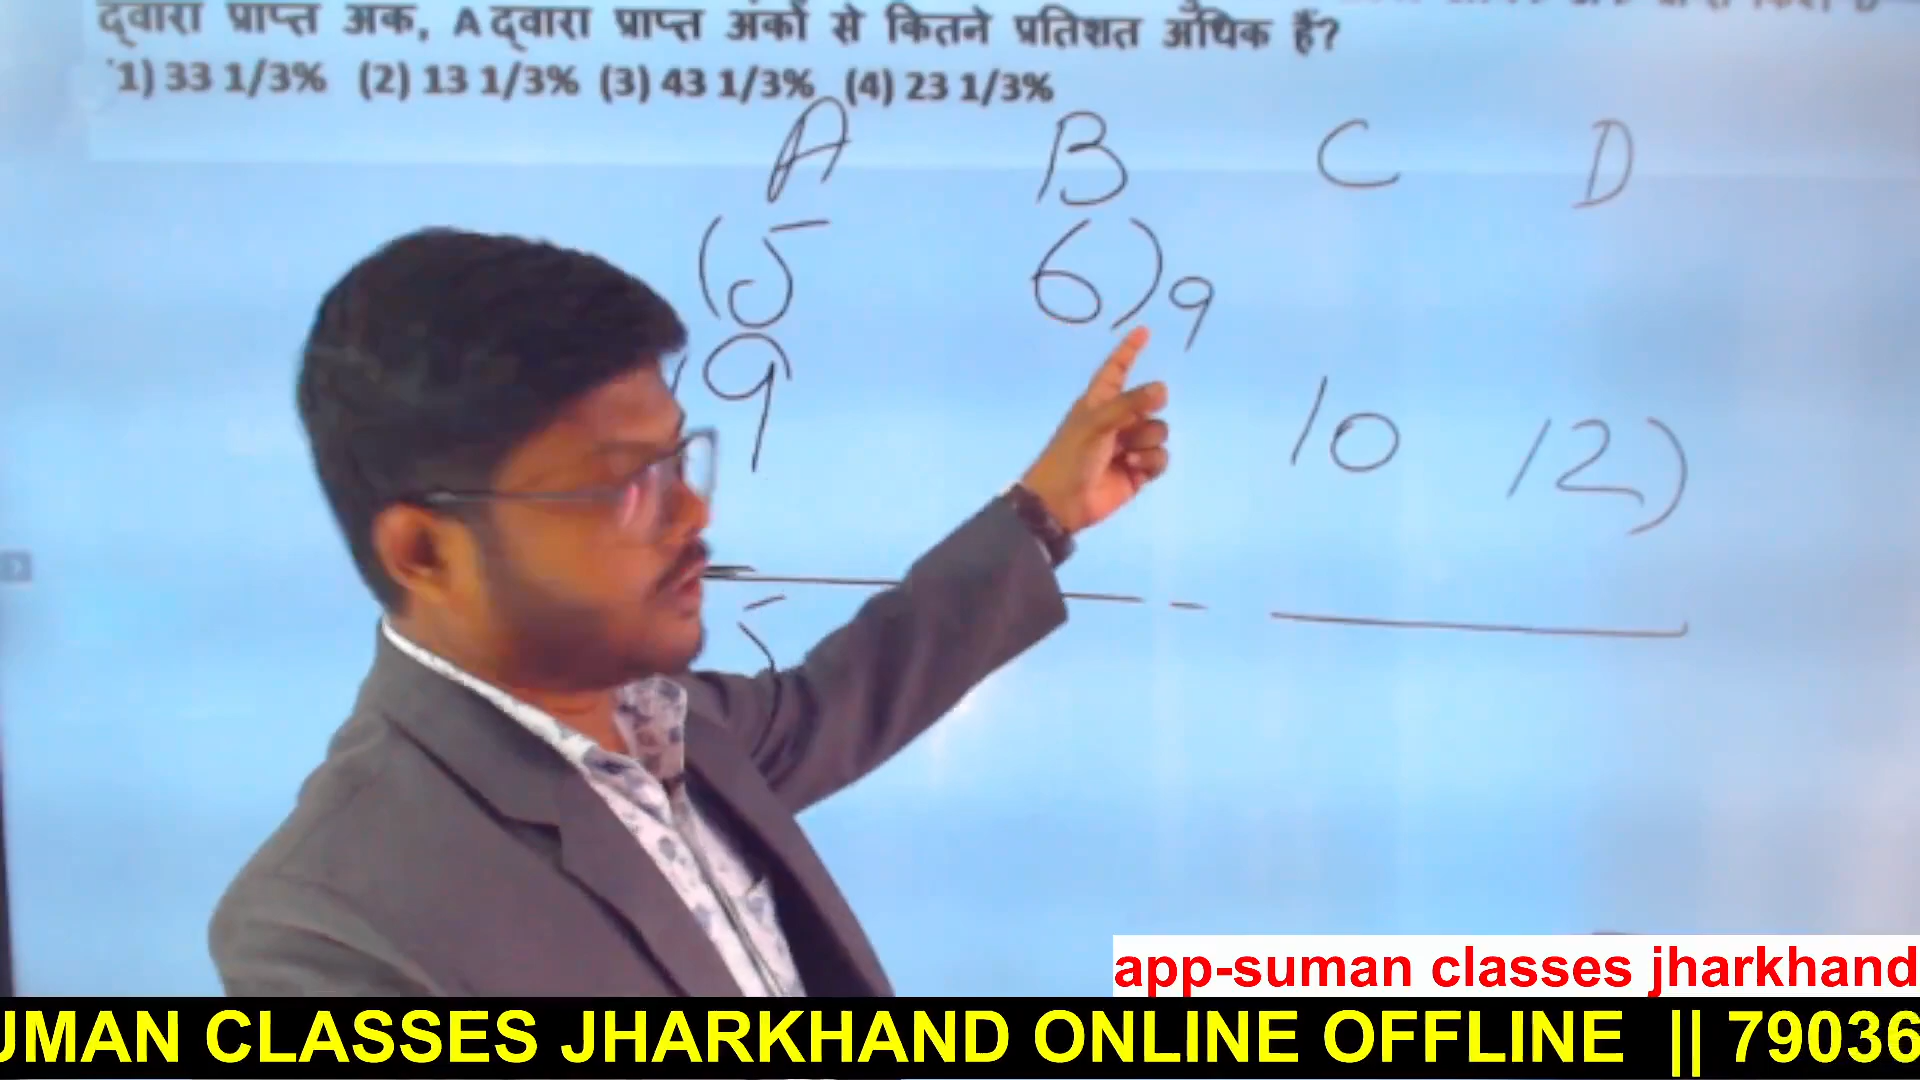 द्वारा प्राप्त अंक, A द्वारा प्राप्त अंकों से कितने प्रतिशत अधिक हैं?
1) 33 1/3% (2) 13 1/3% (3) 43 1/3% (4) 23 1/3%
A B C D
(5 6)9
9 10 12)
5
app-suman classes jharkhand
UMAN CLASSES JHARKHAND ONLINE OFFLINE || 79036